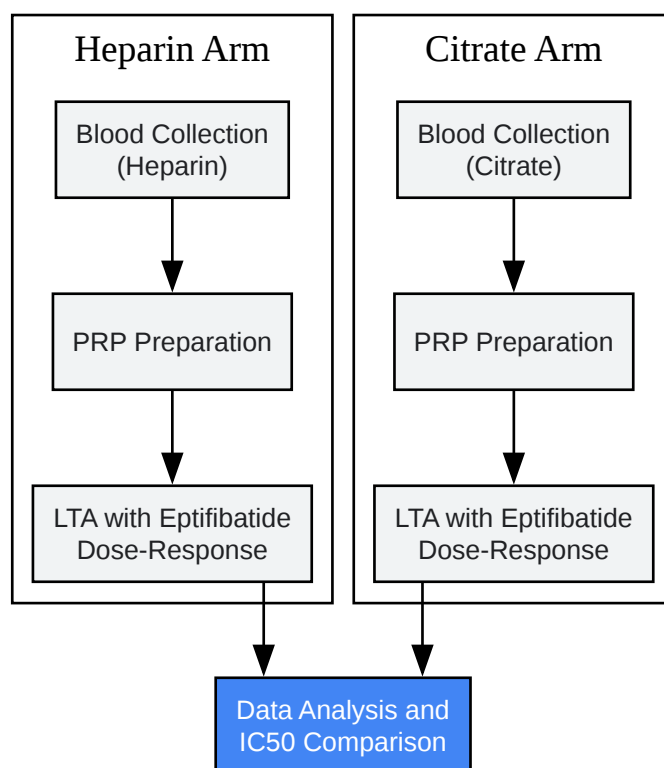 Heparin Arm
Blood Collection
(Heparin)
PRP Preparation
LTA with Eptifibatide
Dose-Response
Citrate Arm
Blood Collection
(Citrate)
PRP Preparation
LTA with Eptifibatide
Dose-Response
Data Analysis and
IC50 Comparison